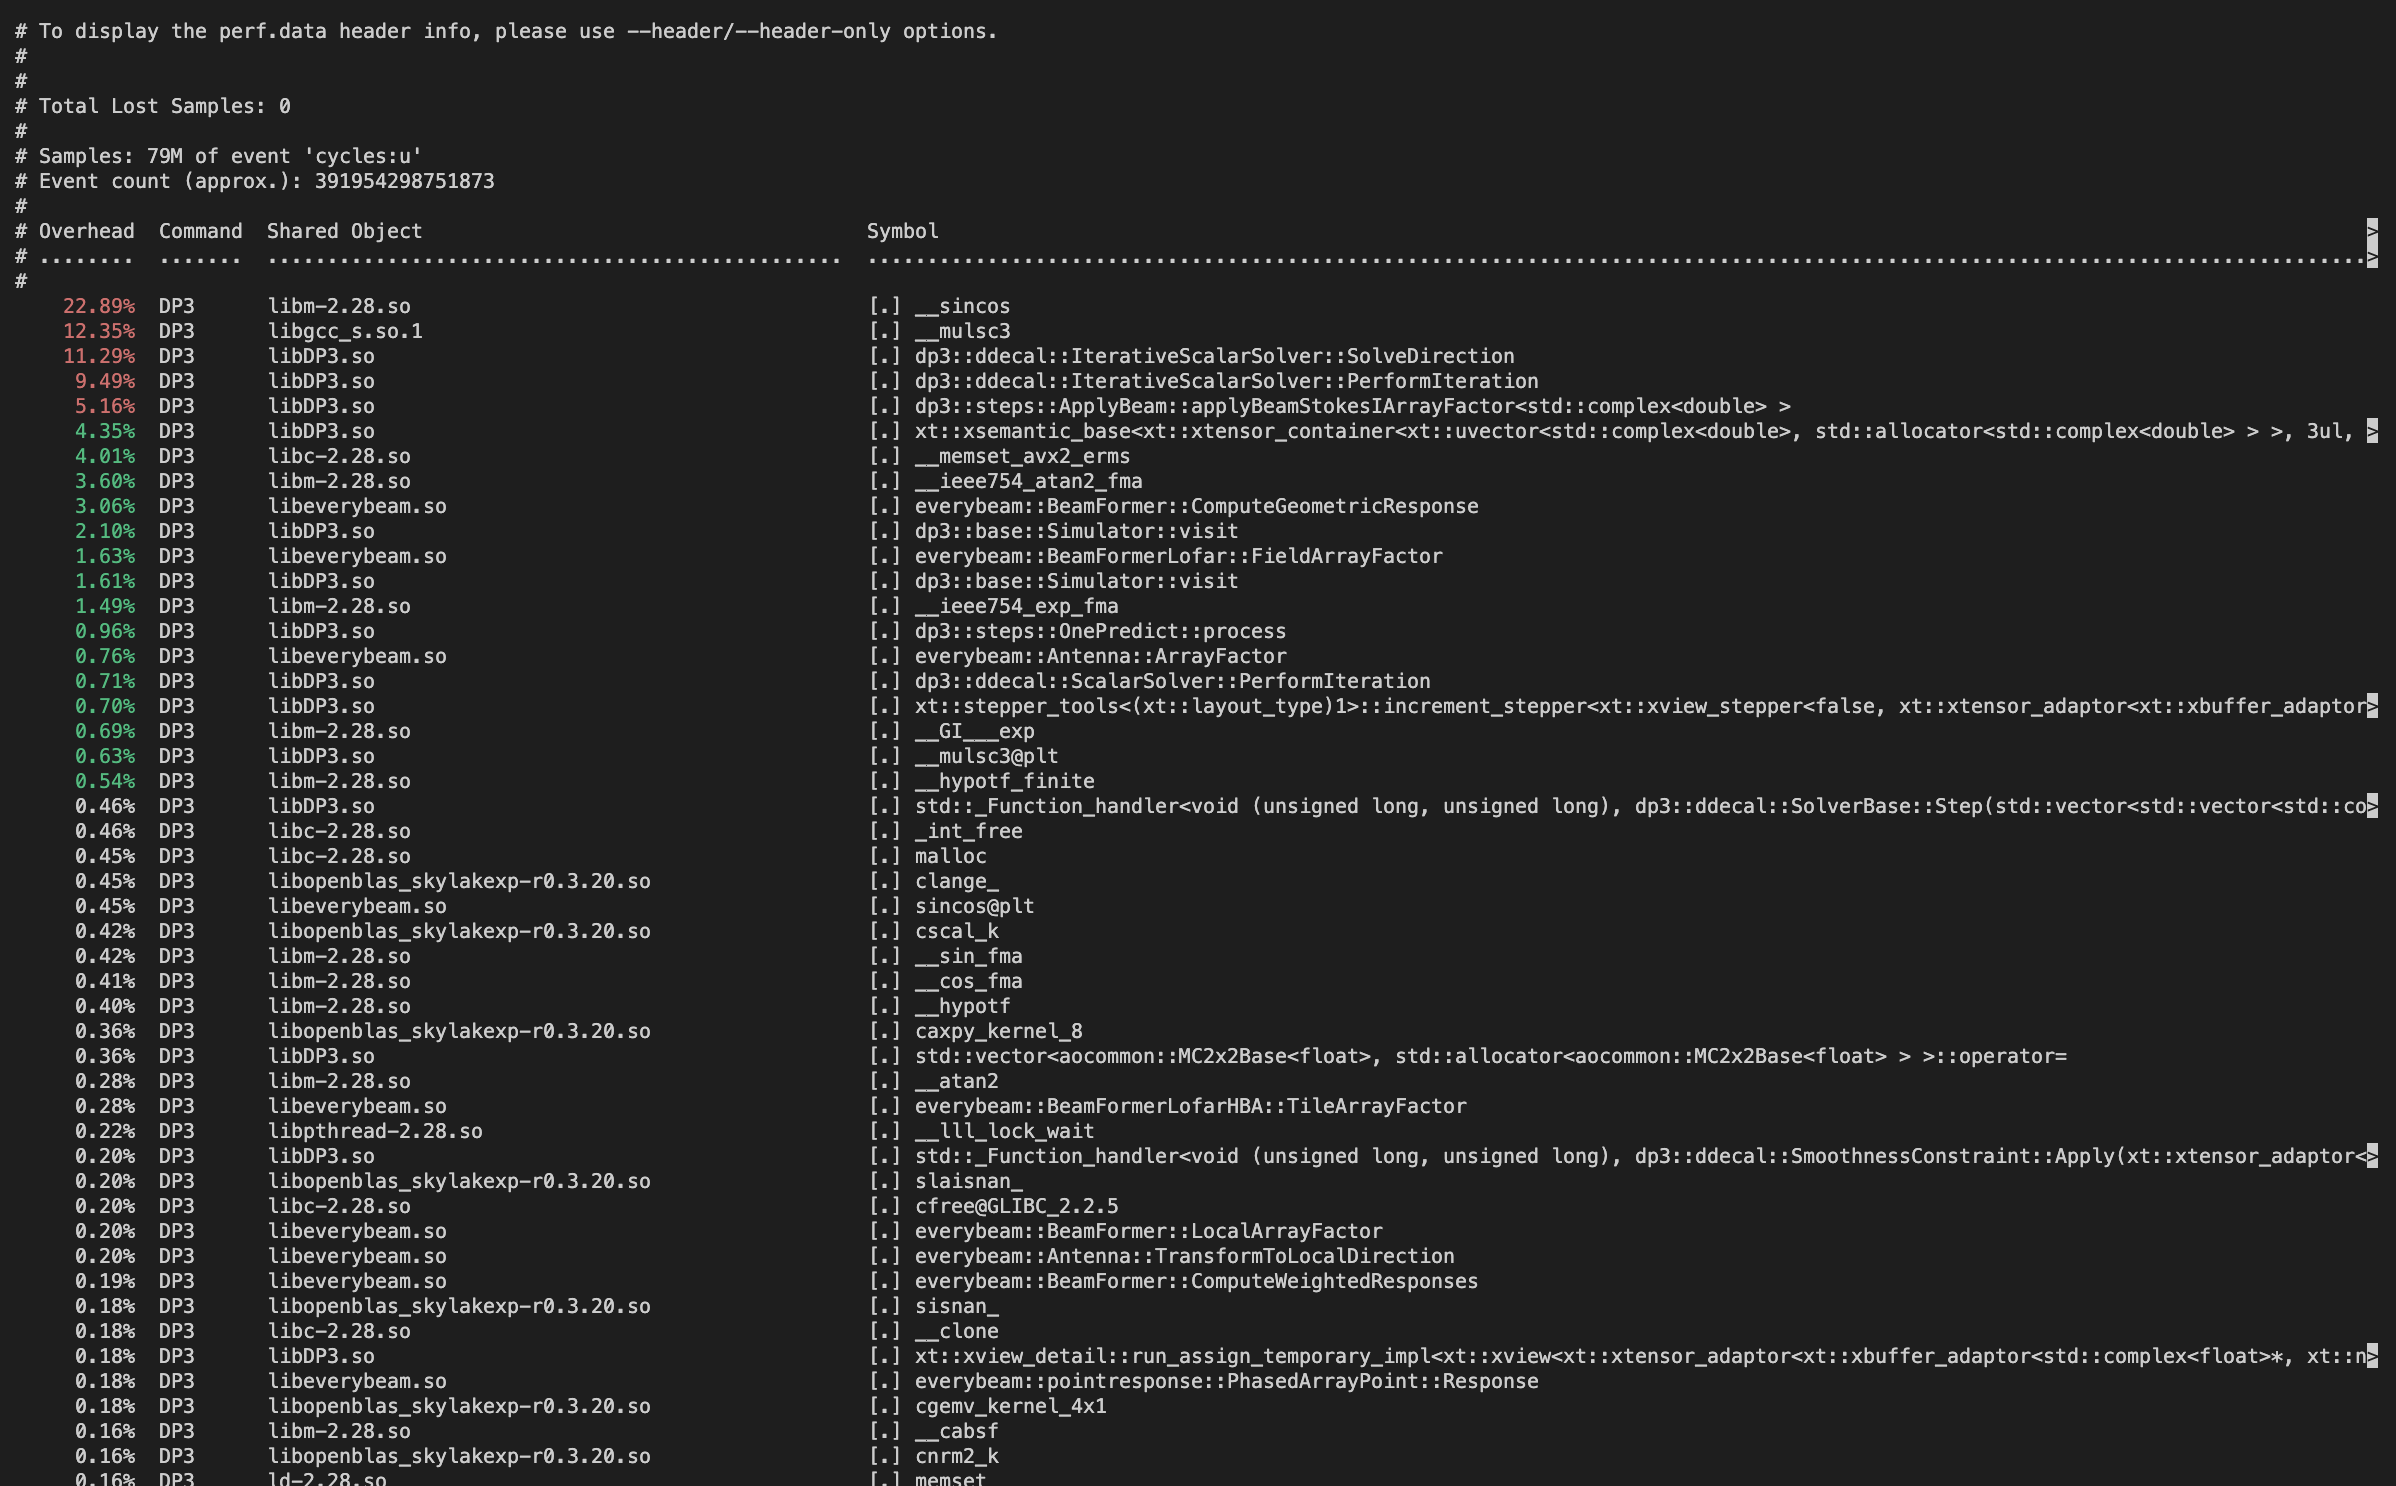 # To display the perf.data header info, please use --header/--header-only options.
#
#
# Total Lost Samples: 0
#
# Samples: 79M of event 'cycles:u'
# Event count (approx.): 391954298751873
#
# Overhead  Command  Shared Object                                     Symbol                                                                                                                       >
# ........  .......  ................................................  .............................................................................................................................>
#
    22.89%  DP3      libm-2.28.so                                      [.] __sincos
    12.35%  DP3      libgcc_s.so.1                                     [.] __mulsc3
    11.29%  DP3      libDP3.so                                         [.] dp3::ddecal::IterativeScalarSolver::SolveDirection
     9.49%  DP3      libDP3.so                                         [.] dp3::ddecal::IterativeScalarSolver::PerformIteration
     5.16%  DP3      libDP3.so                                         [.] dp3::steps::ApplyBeam::applyBeamStokesIArrayFactor<std::complex<double> >
     4.35%  DP3      libDP3.so                                         [.] xt::xsemantic_base<xt::xtensor_container<xt::uvector<std::complex<double>, std::allocator<std::complex<double> > >, 3ul, >
     4.01%  DP3      libc-2.28.so                                      [.] __memset_avx2_erms
     3.60%  DP3      libm-2.28.so                                      [.] __ieee754_atan2_fma
     3.06%  DP3      libeverybeam.so                                   [.] everybeam::BeamFormer::ComputeGeometricResponse
     2.10%  DP3      libDP3.so                                         [.] dp3::base::Simulator::visit
     1.63%  DP3      libeverybeam.so                                   [.] everybeam::BeamFormerLofar::FieldArrayFactor
     1.61%  DP3      libDP3.so                                         [.] dp3::base::Simulator::visit
     1.49%  DP3      libm-2.28.so                                      [.] __ieee754_exp_fma
     0.96%  DP3      libDP3.so                                         [.] dp3::steps::OnePredict::process
     0.76%  DP3      libeverybeam.so                                   [.] everybeam::Antenna::ArrayFactor
     0.71%  DP3      libDP3.so                                         [.] dp3::ddecal::ScalarSolver::PerformIteration
     0.70%  DP3      libDP3.so                                         [.] xt::stepper_tools<(xt::layout_type)1>::increment_stepper<xt::xview_stepper<false, xt::xtensor_adaptor<xt::xbuffer_adaptor>
     0.69%  DP3      libm-2.28.so                                      [.] __GI___exp
     0.63%  DP3      libDP3.so                                         [.] __mulsc3@plt
     0.54%  DP3      libm-2.28.so                                      [.] __hypotf_finite
     0.46%  DP3      libDP3.so                                         [.] std::_Function_handler<void (unsigned long, unsigned long), dp3::ddecal::SolverBase::Step(std::vector<std::vector<std::co>
     0.46%  DP3      libc-2.28.so                                      [.] _int_free
     0.45%  DP3      libc-2.28.so                                      [.] malloc
     0.45%  DP3      libopenblas_skylakexp-r0.3.20.so                  [.] clange_
     0.45%  DP3      libeverybeam.so                                   [.] sincos@plt
     0.42%  DP3      libopenblas_skylakexp-r0.3.20.so                  [.] cscal_k
     0.42%  DP3      libm-2.28.so                                      [.] __sin_fma
     0.41%  DP3      libm-2.28.so                                      [.] __cos_fma
     0.40%  DP3      libm-2.28.so                                      [.] __hypotf
     0.36%  DP3      libopenblas_skylakexp-r0.3.20.so                  [.] caxpy_kernel_8
     0.36%  DP3      libDP3.so                                         [.] std::vector<aocommon::MC2x2Base<float>, std::allocator<aocommon::MC2x2Base<float> > >::operator=
     0.28%  DP3      libm-2.28.so                                      [.] __atan2
     0.28%  DP3      libeverybeam.so                                   [.] everybeam::BeamFormerLofarHBA::TileArrayFactor
     0.22%  DP3      libpthread-2.28.so                                [.] __lll_lock_wait
     0.20%  DP3      libDP3.so                                         [.] std::_Function_handler<void (unsigned long, unsigned long), dp3::ddecal::SmoothnessConstraint::Apply(xt::xtensor_adaptor<>
     0.20%  DP3      libopenblas_skylakexp-r0.3.20.so                  [.] slaisnan_
     0.20%  DP3      libc-2.28.so                                      [.] cfree@GLIBC_2.2.5
     0.20%  DP3      libeverybeam.so                                   [.] everybeam::BeamFormer::LocalArrayFactor
     0.20%  DP3      libeverybeam.so                                   [.] everybeam::Antenna::TransformToLocalDirection
     0.19%  DP3      libeverybeam.so                                   [.] everybeam::BeamFormer::ComputeWeightedResponses
     0.18%  DP3      libopenblas_skylakexp-r0.3.20.so                  [.] sisnan_
     0.18%  DP3      libc-2.28.so                                      [.] __clone
     0.18%  DP3      libDP3.so                                         [.] xt::xview_detail::run_assign_temporary_impl<xt::xview<xt::xtensor_adaptor<xt::xbuffer_adaptor<std::complex<float>*, xt::n>
     0.18%  DP3      libeverybeam.so                                   [.] everybeam::pointresponse::PhasedArrayPoint::Response
     0.18%  DP3      libopenblas_skylakexp-r0.3.20.so                  [.] cgemv_kernel_4x1
     0.16%  DP3      libm-2.28.so                                      [.] __cabsf
     0.16%  DP3      libopenblas_skylakexp-r0.3.20.so                  [.] cnrm2_k
     0.16%  DP3      ld-2.28.so                                        [.] memset